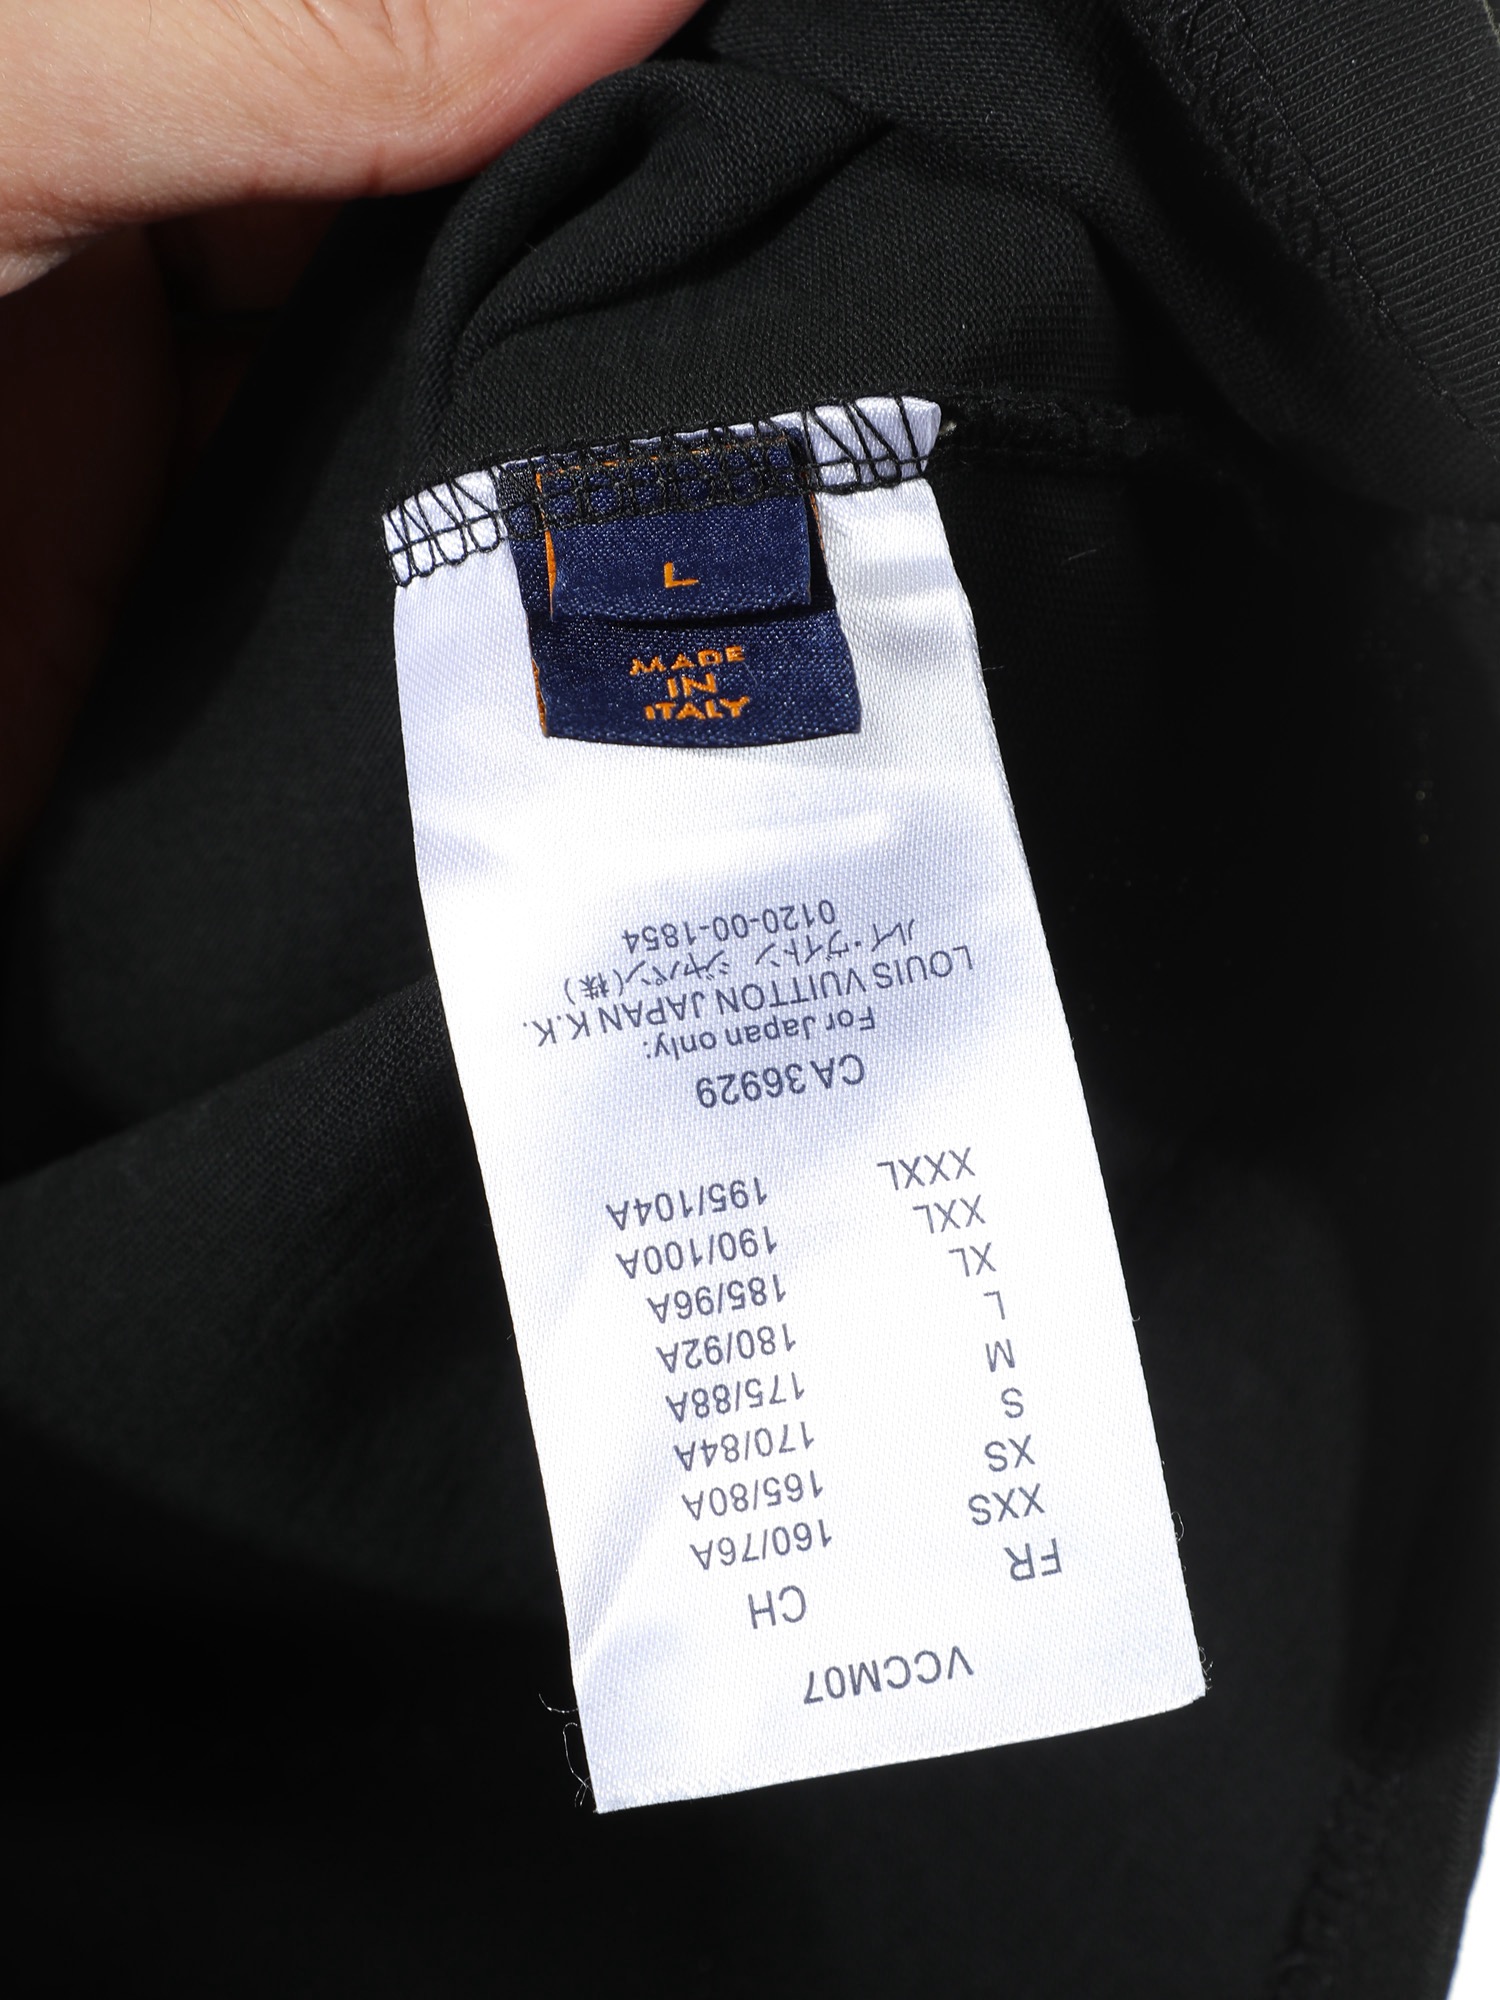 L
MADE
IN
ITALY
VCCM07
FR CH
XXS 160/76A
XS 165/80A
S 170/84A
M 175/88A
L 180/92A
XL 185/96A
XXL 190/100A
XXXL 195/104A
CA 36929
For Japan only:
LOUIS VUITTON JAPAN K.K.
ルイ・ヴィトン ジャパン(株)
0120-00-1854